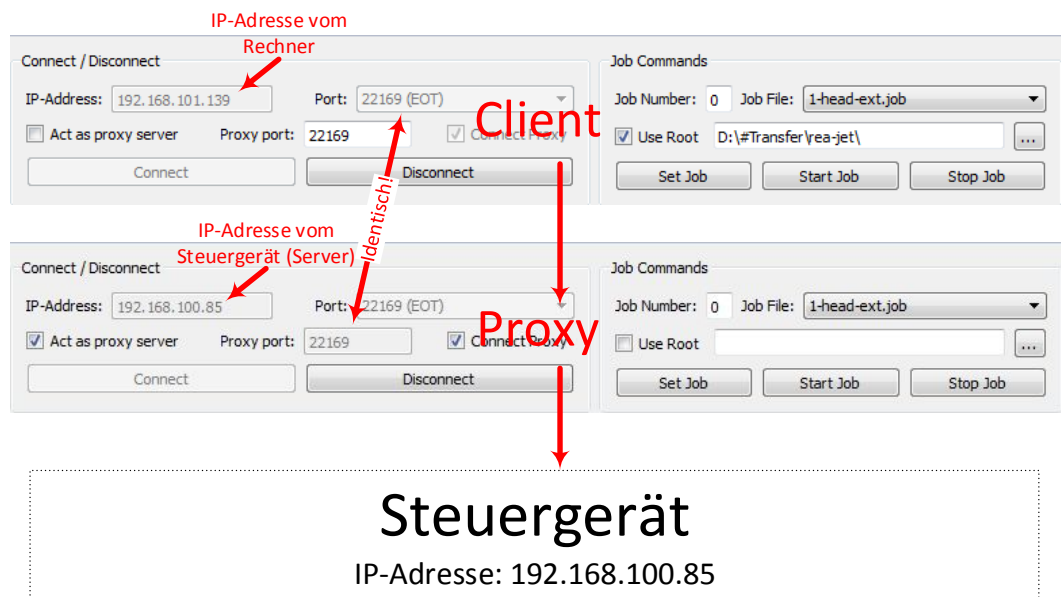 IP-Adresse vom
Rechner
Connect / Disconnect
IP-Address: 192.168.101.139 Port: 22169 (EOT)
Act as proxy server Proxy port: 22169 Connect Proxy
Connect Disconnect
Job Commands
Job Number: 0 Job File: 1-head-ext.job
Use Root D:\#Transfer\rea-jet\ ...
Set Job Start Job Stop Job
Client
Identisch!
IP-Adresse vom
Steuergerät (Server)
Connect / Disconnect
IP-Address: 192.168.100.85 Port: 22169 (EOT)
Act as proxy server Proxy port: 22169 Connect Proxy
Connect Disconnect
Job Commands
Job Number: 0 Job File: 1-head-ext.job
Use Root ...
Set Job Start Job Stop Job
Proxy
Steuergerät
IP-Adresse: 192.168.100.85